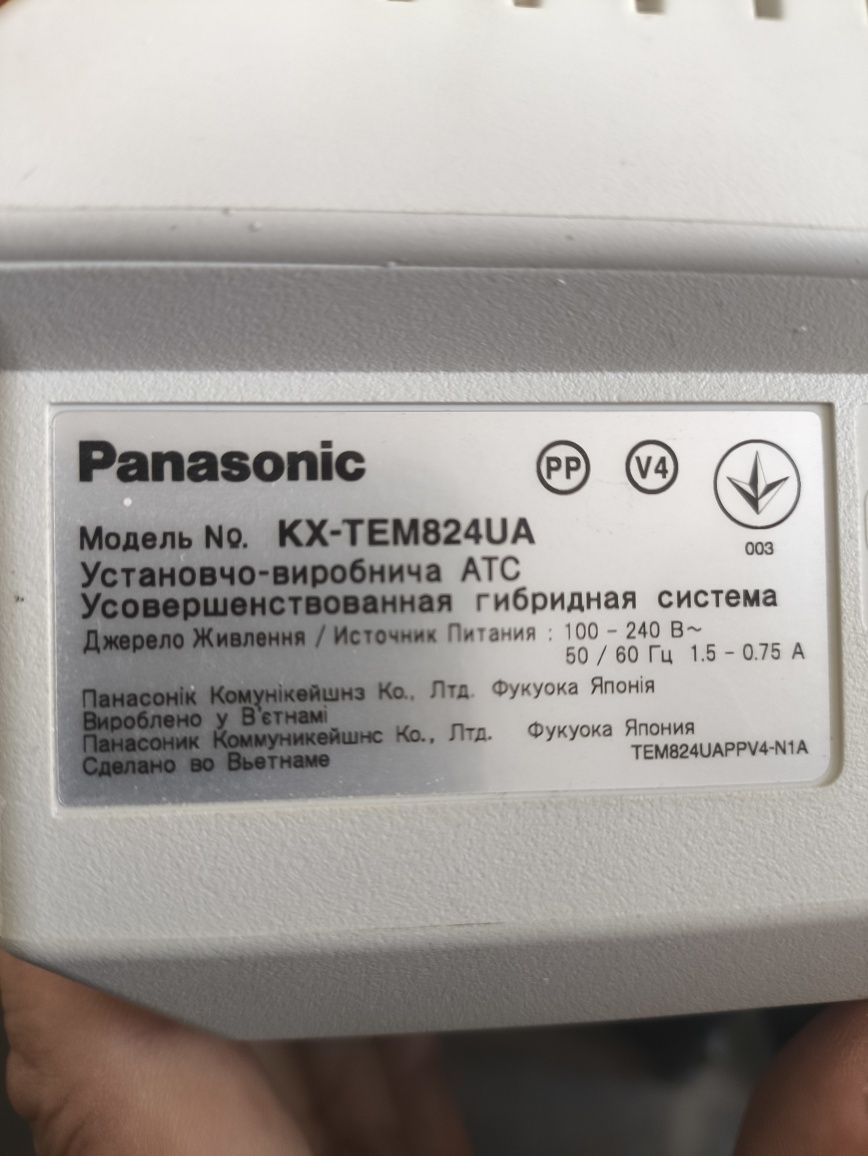 Panasonic
PP V4
003
Модель No. KX-TEM824UA
Установчо-виробнича АТС
Усовершенствованная гибридная система
Джерело Живлення / Источник Питания : 100 - 240 В~
50 / 60 Гц 1.5 - 0.75 А
Панасонік Комунікейшнз Ко., Лтд. Фукуока Японія
Вироблено у В'єтнамі
Панасоник Коммуникейшнс Ко., Лтд. Фукуока Япония
Сделано во Вьетнаме
TEM824UAPPV4-N1A